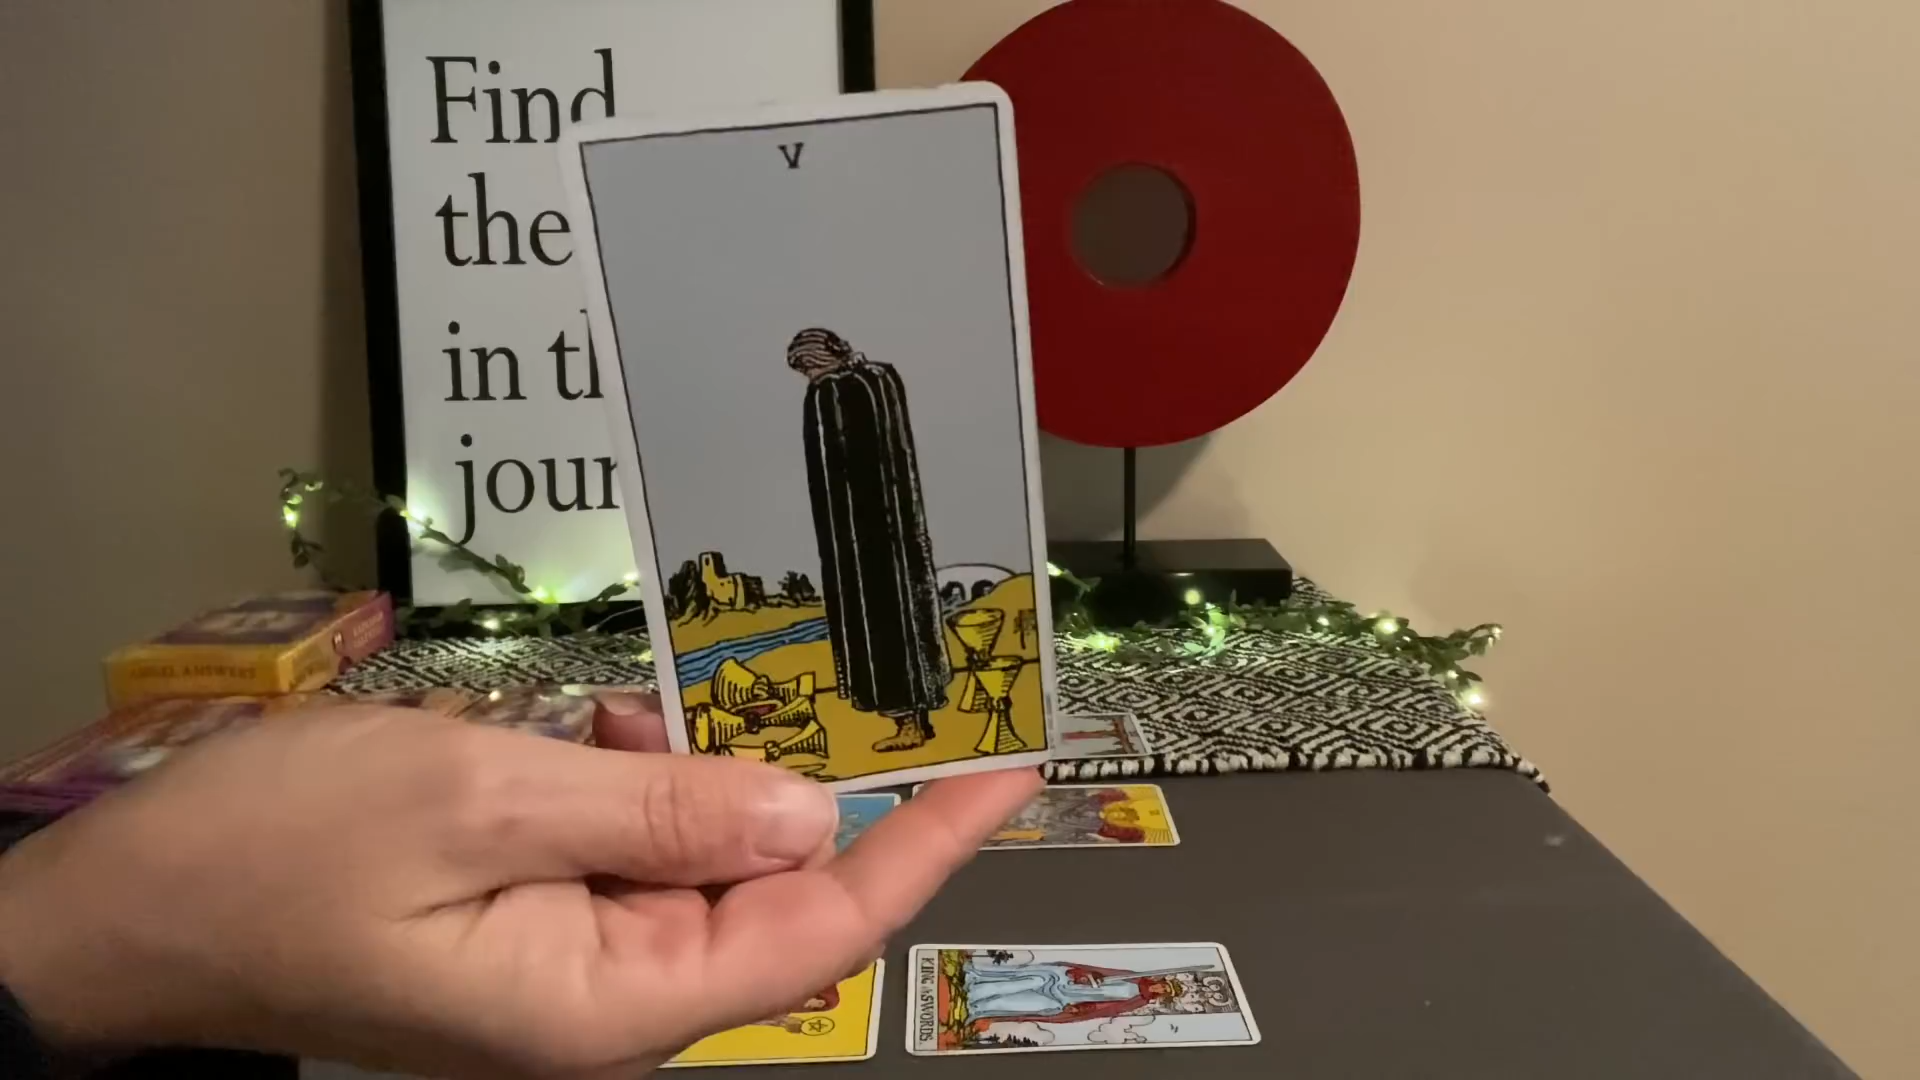 Find
the
in th
jour
V
ANGEL ANSWERS
KING of SWORDS.